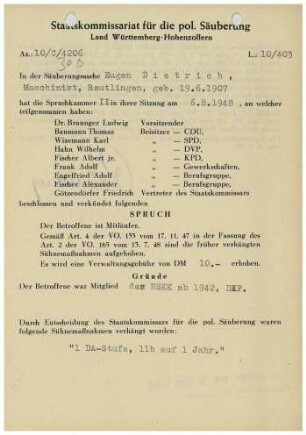 Staatskommissariat für die pol. Säuberung
Land Württemberg-Hohenzollern
Az.: 10/C/4206 L.: 10/403
In der Säuberungssache Eugen Dietrich,
Maschinist, Reutlingen, geb. 19.6.1907
hat die Spruchkammer II in ihrer Sitzung am 6.8.1948, an welcher
teilgenommen haben:
Dr. Braunger Ludwig Vorsitzender
Baumann Thomas Beisitzer — CDU,
Wizemann Karl „ — SPD,
Hahn Wilhelm „ — DVP,
Fischer Albert jr. „ — KPD,
Frank Adolf „ — Gewerkschaften,
Engelfried Adolf „ — Berufsgruppe,
Fischer Alexander „ — Berufsgruppe,
Götzendörfer Friedrich Vertreter des Staatskommissars
beschlossen und verkündet folgenden
SPRUCH
Der Betroffene ist Mitläufer.
Gemäß Art. 4 der VO. 133 vom 17. 11. 47 in der Fassung des
Art. 2 der VO. 165 vom 13. 7. 48 sind die früher verhängten
Sühnemaßnahmen aufgehoben.
Es wird eine Verwaltungsgebühr von DM 10.— erhoben.
Gründe
Der Betroffene war Mitglied des NSKK ab 1942,
Durch Entscheidung des Staatskommissars für die pol. Säuberung waren
folgende Sühnemaßnahmen verhängt worden:
"1 DA-Stufe, 11b auf 1 Jahr."